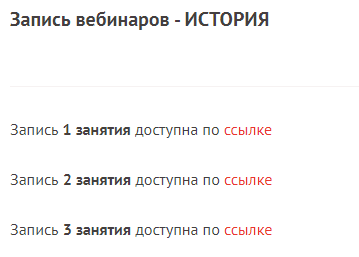 Запись вебинаров - ИСТОРИЯ
Запись 1 занятия доступна по ссылке
Запись 2 занятия доступна по ссылке
Запись 3 занятия доступна по ссылке